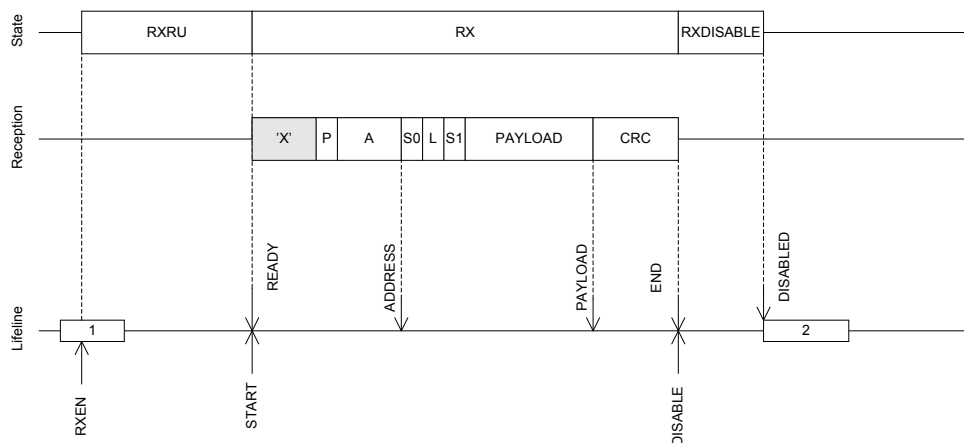 State
RXRU
RX
RXDISABLE
Reception
'X'
P
A
S0
L
S1
PAYLOAD
CRC
READY
ADDRESS
PAYLOAD
END
DISABLED
Lifeline
1
2
RXEN
START
DISABLE